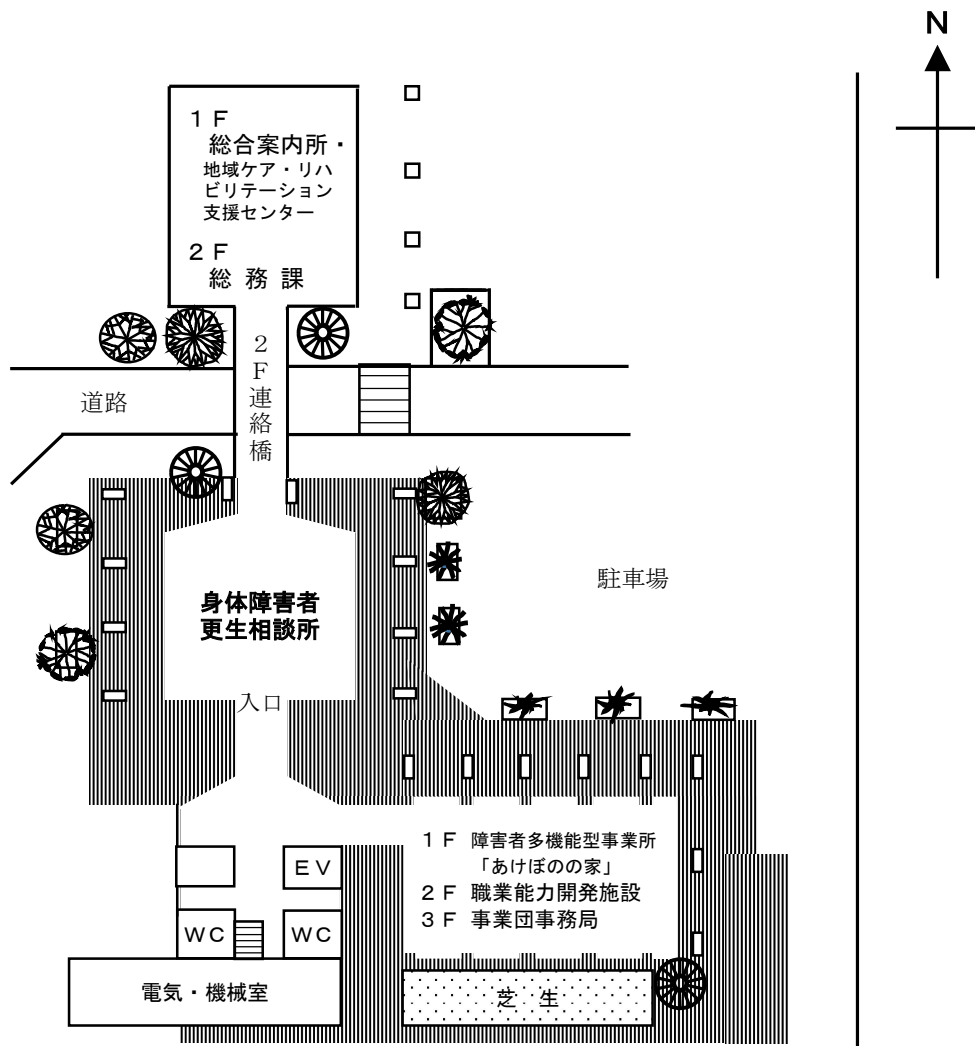 N
1F
総合案内所・
地域ケア・リハ
ビリテーション
支援センター
2F
総務課
2F連絡橋
道路
身体障害者
更生相談所
駐車場
入口
1F 障害者多機能型事業所
「あけぼのの家」
2F 職業能力開発施設
3F 事業団事務局
EV
WC
WC
電気・機械室
芝生